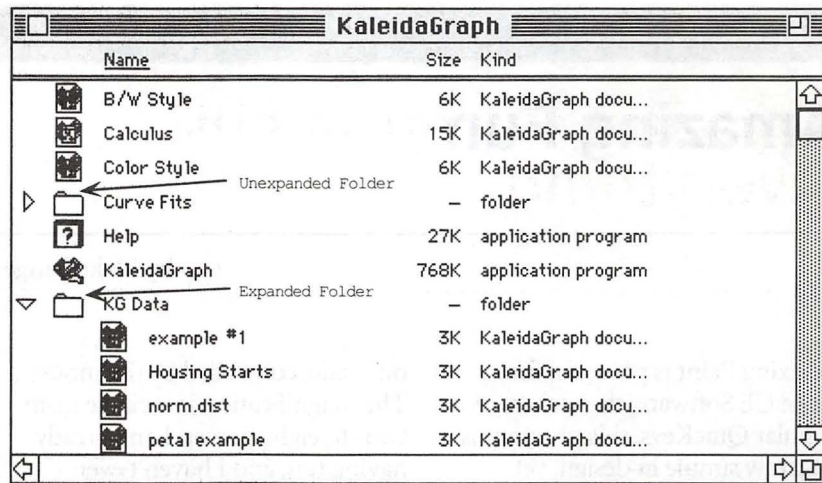 KaleidaGraph
Name Size Kind
B/W Style 6K KaleidaGraph docu...
Calculus 15K KaleidaGraph docu...
Color Style 6K KaleidaGraph docu...
Unexpanded Folder
Curve Fits – folder
? Help 27K application program
KaleidaGraph 768K application program
Expanded Folder
KG Data – folder
example #1 3K KaleidaGraph docu...
Housing Starts 3K KaleidaGraph docu...
norm.dist 3K KaleidaGraph docu...
petal example 3K KaleidaGraph docu...